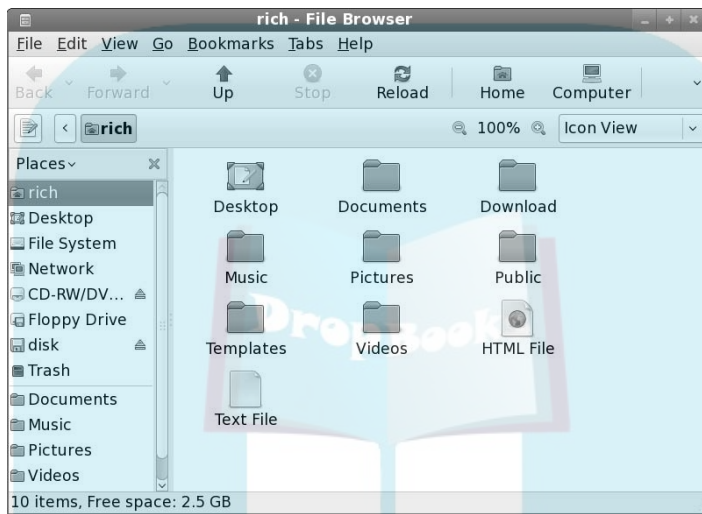 rich - File Browser
File Edit View Go Bookmarks Tabs Help
Back Forward Up Stop Reload Home Computer
rich 100% Icon View
Places
rich
Desktop
File System
Network
CD-RW/DV...
Floppy Drive
disk
Trash
Documents
Music
Pictures
Videos
Desktop Documents Download
Music Pictures Public
DropBook
Templates Videos HTML File
Text File
10 items, Free space: 2.5 GB